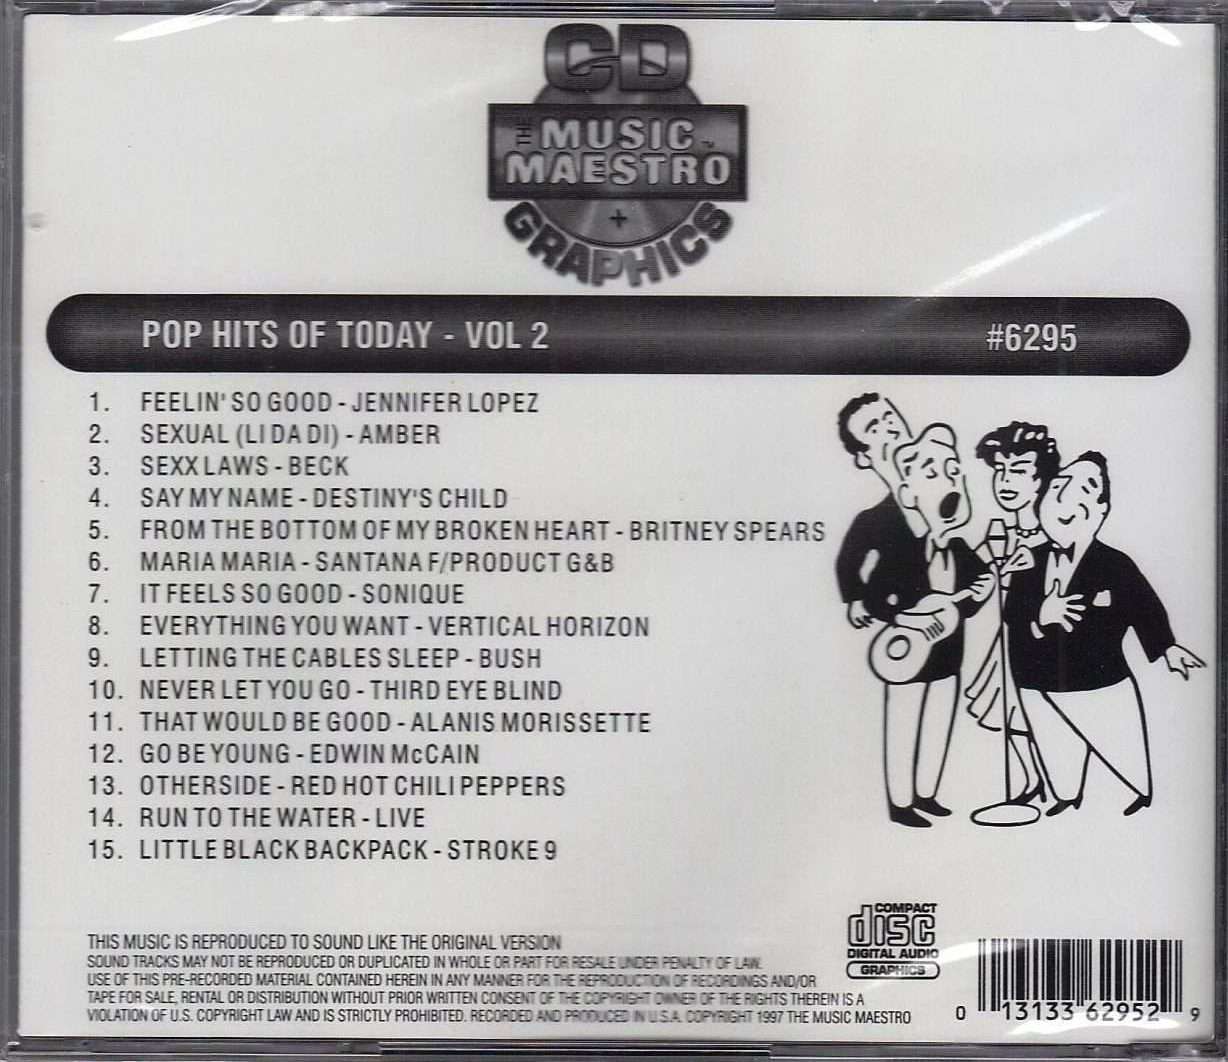 CD
THE MUSIC ™
MAESTRO
+
GRAPHICS
POP HITS OF TODAY - VOL 2 #6295
1. FEELIN' SO GOOD - JENNIFER LOPEZ
2. SEXUAL (LI DA DI) - AMBER
3. SEXX LAWS - BECK
4. SAY MY NAME - DESTINY'S CHILD
5. FROM THE BOTTOM OF MY BROKEN HEART - BRITNEY SPEARS
6. MARIA MARIA - SANTANA F/PRODUCT G&B
7. IT FEELS SO GOOD - SONIQUE
8. EVERYTHING YOU WANT - VERTICAL HORIZON
9. LETTING THE CABLES SLEEP - BUSH
10. NEVER LET YOU GO - THIRD EYE BLIND
11. THAT WOULD BE GOOD - ALANIS MORISSETTE
12. GO BE YOUNG - EDWIN McCAIN
13. OTHERSIDE - RED HOT CHILI PEPPERS
14. RUN TO THE WATER - LIVE
15. LITTLE BLACK BACKPACK - STROKE 9
THIS MUSIC IS REPRODUCED TO SOUND LIKE THE ORIGINAL VERSION
SOUND TRACKS MAY NOT BE REPRODUCED OR DUPLICATED IN WHOLE OR PART FOR RESALE UNDER PENALTY OF LAW.
USE OF THIS PRE-RECORDED MATERIAL CONTAINED HEREIN IN ANY MANNER FOR THE REPRODUCTION OF RECORDINGS AND/OR
TAPE FOR SALE, RENTAL OR DISTRIBUTION WITHOUT PRIOR WRITTEN CONSENT OF THE COPYRIGHT OWNER OF THE RIGHTS THEREIN IS A
VIOLATION OF U.S. COPYRIGHT LAW AND IS STRICTLY PROHIBITED. RECORDED AND PRODUCED IN U.S.A. COPYRIGHT 1997 THE MUSIC MAESTRO
COMPACT
disc
DIGITAL AUDIO
GRAPHICS
0 13133 62952 9